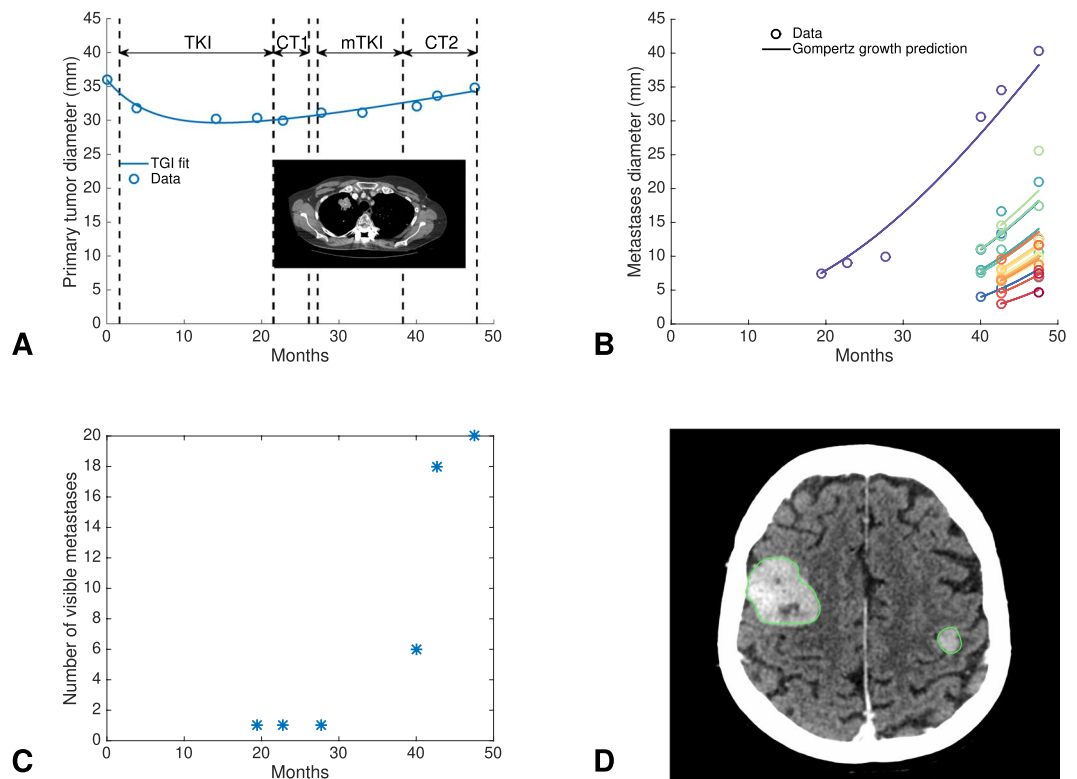 45
40
35
30
25
20
15
10
5
0
Primary tumor diameter (mm)
TKI
CT1
mTKI
CT2
TGI fit
Data
0 10 20 30 40 50
Months
A
45
40
35
30
25
20
15
10
5
0
Metastases diameter (mm)
Data
Gompertz growth prediction
0 10 20 30 40 50
Months
B
20
18
16
14
12
10
8
6
4
2
0
Number of visible metastases
0 10 20 30 40 50
Months
C
D